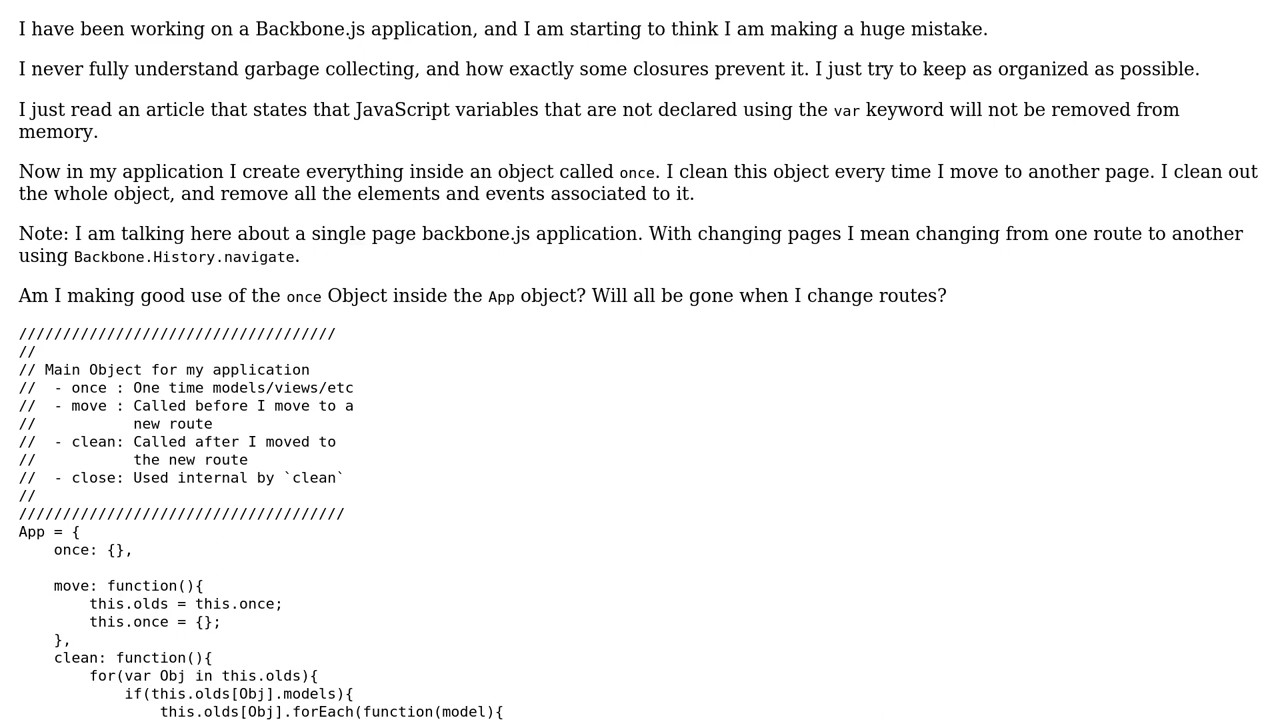 I have been working on a Backbone.js application, and I am starting to think I am making a huge mistake.
I never fully understand garbage collecting, and how exactly some closures prevent it. I just try to keep as organized as possible.
I just read an article that states that JavaScript variables that are not declared using the var keyword will not be removed from
memory.
Now in my application I create everything inside an object called once. I clean this object every time I move to another page. I clean out
the whole object, and remove all the elements and events associated to it.
Note: I am talking here about a single page backbone.js application. With changing pages I mean changing from one route to another
using Backbone.History.navigate.
Am I making good use of the once Object inside the App object? Will all be gone when I change routes?
////////////////////////////////////
//
// Main Object for my application
//  - once : One time models/views/etc
//  - move : Called before I move to a
//           new route
//  - clean: Called after I moved to
//           the new route
//  - close: Used internal by `clean`
//
/////////////////////////////////////
App = {
    once: {},
    move: function(){
        this.olds = this.once;
        this.once = {};
    },
    clean: function(){
        for(var Obj in this.olds){
            if(this.olds[Obj].models){
                this.olds[Obj].forEach(function(model){